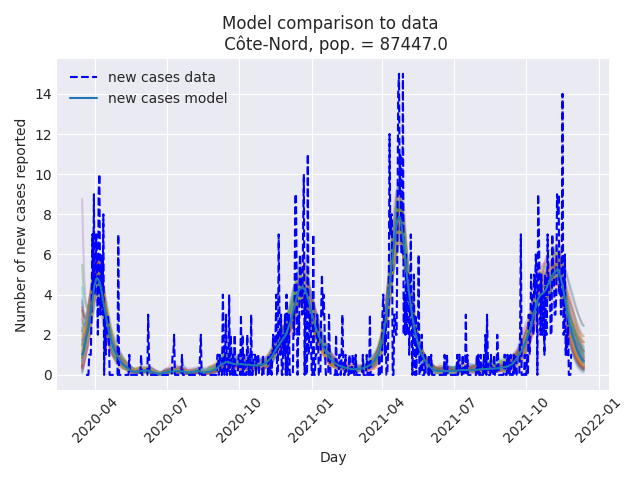 Model comparison to data
Côte-Nord, pop. = 87447.0
new cases data
new cases model
Number of new cases reported
14
12
10
8
6
4
2
0
2020-04
2020-07
2020-10
2021-01
2021-04
2021-07
2021-10
2022-01
Day